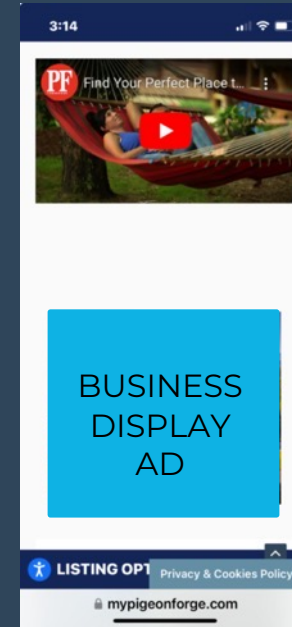 3:14
PF Find Your Perfect Place t...
BUSINESS
DISPLAY
AD
LISTING OPT
Privacy & Cookies Policy
mypigeonforge.com